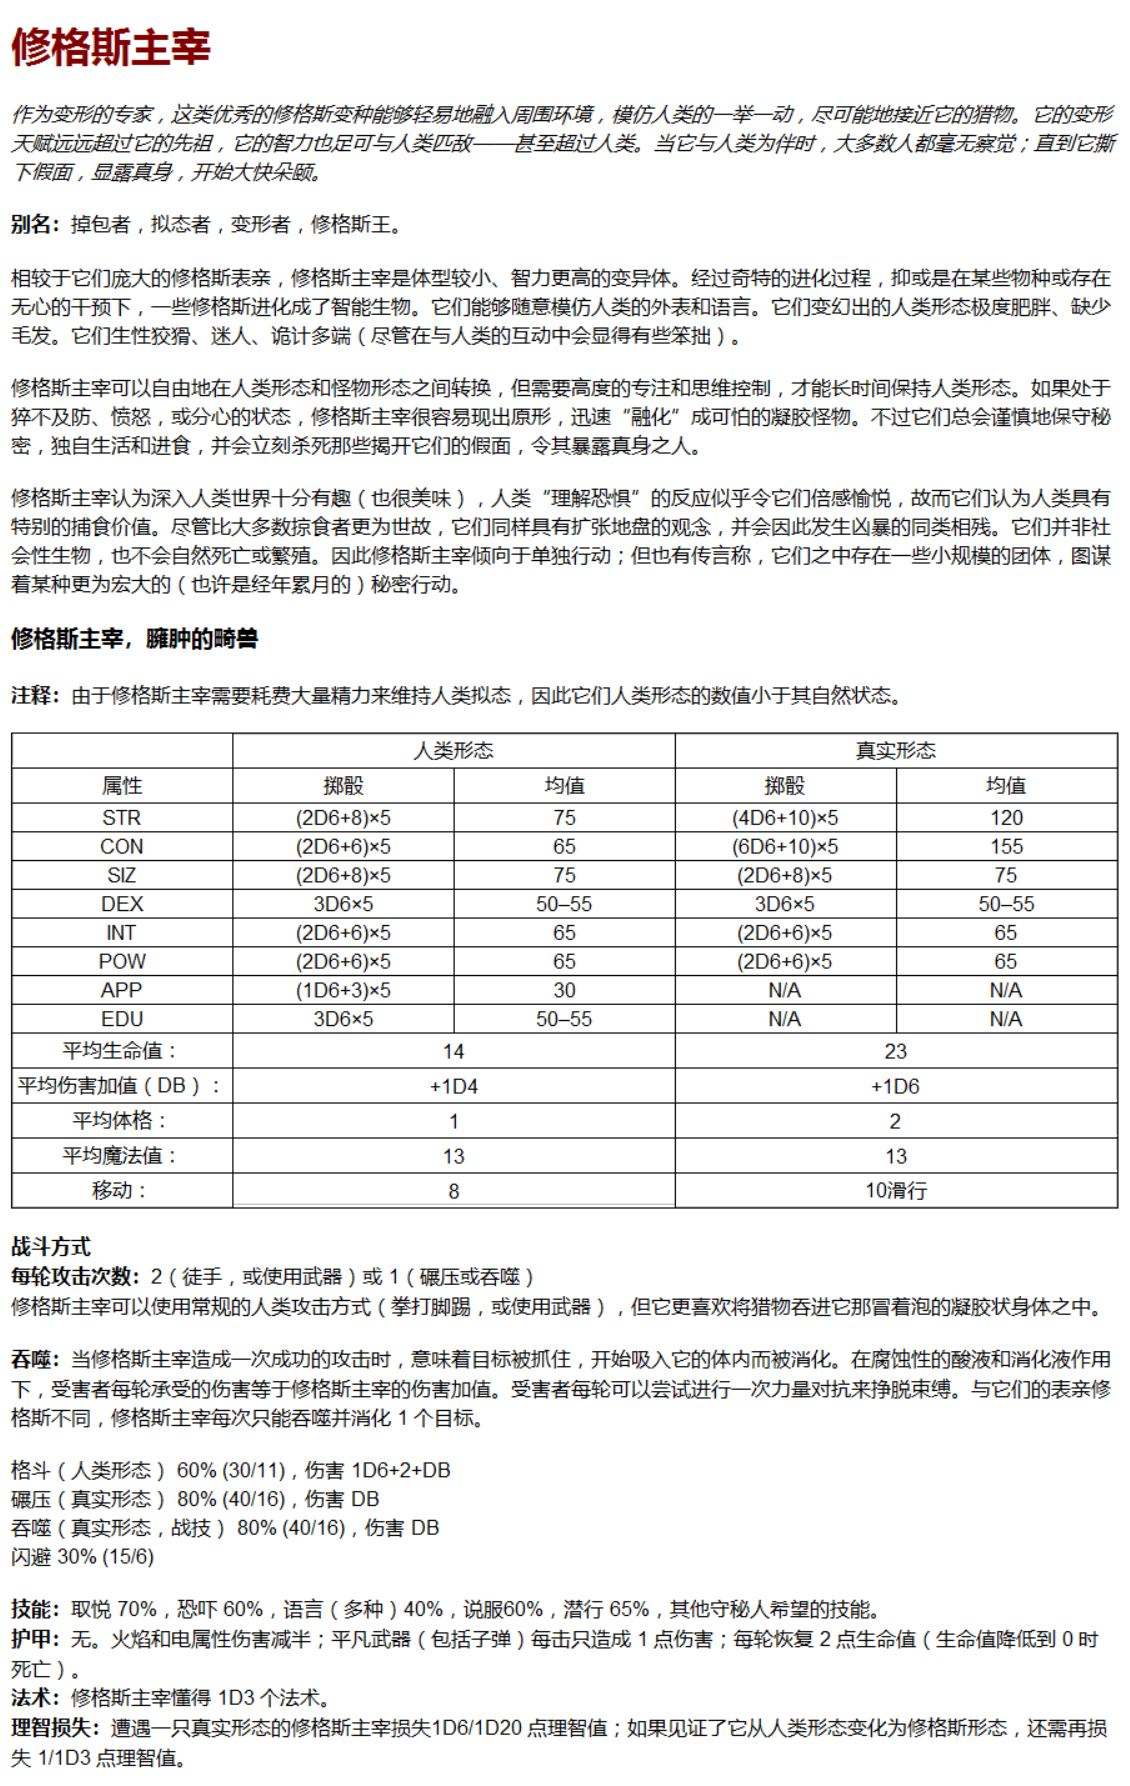 修格斯主宰
作为变形的专家，这类优秀的修格斯变种能够轻易地融入周围环境，模仿人类的一举一动，尽可能地接近它的猎物。它的变形
天赋远远超过它的先祖，它的智力也足可与人类匹敌——甚至超过人类。当它与人类为伴时，大多数人都毫无察觉；直到它撕
下假面，显露真身，开始大快朵颐。
别名：掉包者，拟态者，变形者，修格斯王。
相较于它们庞大的修格斯表亲，修格斯主宰是体型较小、智力更高的变异体。经过奇特的进化过程，抑或是在某些物种或存在
无心的干预下，一些修格斯进化成了智能生物。它们能够随意模仿人类的外表和语言。它们变幻出的人类形态极度肥胖、缺少
毛发。它们生性狡猾、迷人、诡计多端（尽管在与人类的互动中会显得有些笨拙）。
修格斯主宰可以自由地在人类形态和怪物形态之间转换，但需要高度的专注和思维控制，才能长时间保持人类形态。如果处于
猝不及防、愤怒，或分心的状态，修格斯主宰很容易现出原形，迅速“融化”成可怕的凝胶怪物。不过它们总会谨慎地保守秘
密，独自生活和进食，并会立刻杀死那些揭开它们的假面，令其暴露真身之人。
修格斯主宰认为深入人类世界十分有趣（也很美味），人类“理解恐惧”的反应似乎令它们倍感愉悦，故而它们认为人类具有
特别的捕食价值。尽管比大多数掠食者更为世故，它们同样具有扩张地盘的观念，并会因此发生凶暴的同类相残。它们并非社
会性生物，也不会自然死亡或繁殖。因此修格斯主宰倾向于单独行动；但也有传言称，它们之中存在一些小规模的团体，图谋
着某种更为宏大的（也许是经年累月的）秘密行动。
修格斯主宰，臃肿的畸兽
注释：由于修格斯主宰需要耗费大量精力来维持人类拟态，因此它们人类形态的数值小于其自然状态。
人类形态 真实形态
属性 掷骰 均值 掷骰 均值
STR (2D6+8)×5 75 (4D6+10)×5 120
CON (2D6+6)×5 65 (6D6+10)×5 155
SIZ (2D6+8)×5 75 (2D6+8)×5 75
DEX 3D6×5 50–55 3D6×5 50–55
INT (2D6+6)×5 65 (2D6+6)×5 65
POW (2D6+6)×5 65 (2D6+6)×5 65
APP (1D6+3)×5 30 N/A N/A
EDU 3D6×5 50–55 N/A N/A
平均生命值： 14 23
平均伤害加值（DB）： +1D4 +1D6
平均体格： 1 2
平均魔法值： 13 13
移动： 8 10滑行
战斗方式
每轮攻击次数：2（徒手，或使用武器）或 1（碾压或吞噬）
修格斯主宰可以使用常规的人类攻击方式（拳打脚踢，或使用武器），但它更喜欢将猎物吞进它那冒着泡的凝胶状身体之中。
吞噬：当修格斯主宰造成一次成功的攻击时，意味着目标被抓住，开始吸入它的体内而被消化。在腐蚀性的酸液和消化液作用
下，受害者每轮承受的伤害等于修格斯主宰的伤害加值。受害者每轮可以尝试进行一次力量对抗来挣脱束缚。与它们的表亲修
格斯不同，修格斯主宰每次只能吞噬并消化 1 个目标。
格斗（人类形态） 60% (30/11)，伤害 1D6+2+DB
碾压（真实形态） 80% (40/16)，伤害 DB
吞噬（真实形态，战技） 80% (40/16)，伤害 DB
闪避 30% (15/6)
技能：取悦 70%，恐吓 60%，语言（多种）40%，说服60%，潜行 65%，其他守秘人希望的技能。
护甲：无。火焰和电属性伤害减半；平凡武器（包括子弹）每击只造成 1 点伤害；每轮恢复 2 点生命值（生命值降低到 0 时
死亡）。
法术：修格斯主宰懂得 1D3 个法术。
理智损失：遭遇一只真实形态的修格斯主宰损失1D6/1D20 点理智值；如果见证了它从人类形态变化为修格斯形态，还需再损
失 1/1D3 点理智值。